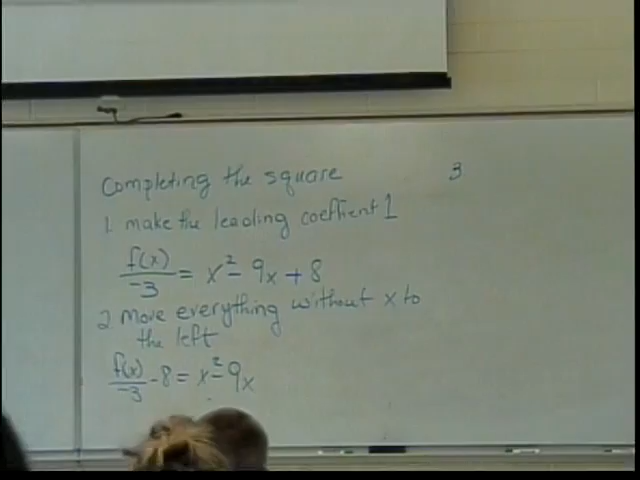 Completing the square
3
1. make the leading coeffient 1
f(x)/-3 = x² - 9x + 8
2. Move everything without x to
the left
f(x)/-3 - 8 = x² - 9x